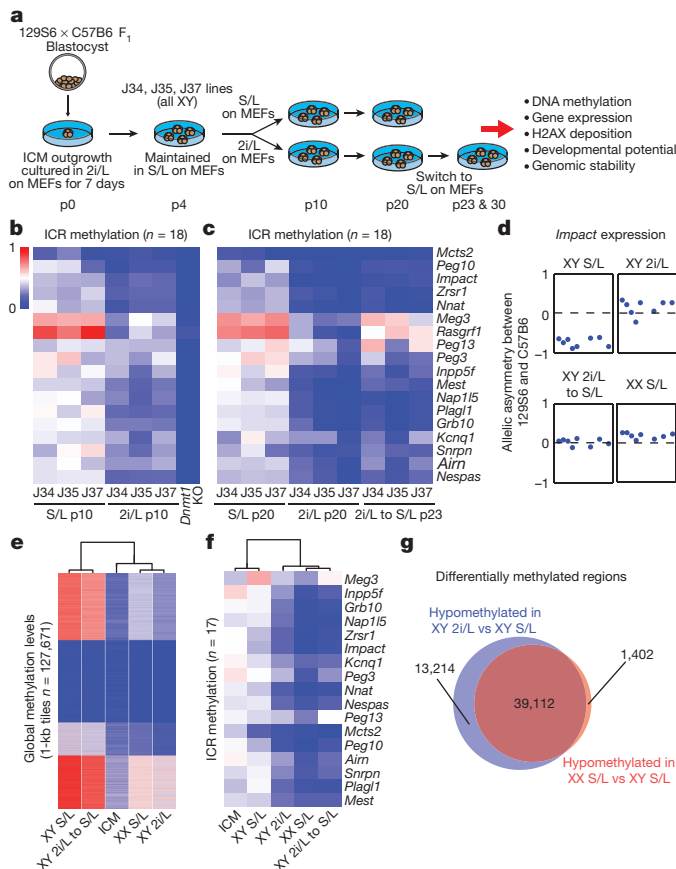 a
129S6 × C57B6 F1
Blastocyst
J34, J35, J37 lines
(all XY)
S/L
on MEFs
2i/L
on MEFs
ICM outgrowth
cultured in 2i/L
on MEFs for 7 days
Maintained
in S/L on MEFs
Switch to
S/L on MEFs
p0
p4
p10
p20
p23 & 30
• DNA methylation
• Gene expression
• H2AX deposition
• Developmental potential
• Genomic stability
b
ICR methylation (n = 18)
1
0
J34 J35 J37 J34 J35 J37
S/L p10
2i/L p10
Dnmt1
KO
c
ICR methylation (n = 18)
Mcts2
Peg10
Impact
Zrsr1
Nnat
Meg3
Rasgrf1
Peg13
Peg3
Inpp5f
Mest
Nap1l5
Plagl1
Grb10
Kcnq1
Snrpn
Airn
Nespas
J34 J35 J37 J34 J35 J37 J34 J35 J37
S/L p20
2i/L p20
2i/L to S/L p23
d
Impact expression
XY S/L
XY 2i/L
Allelic asymmetry between
129S6 and C57B6
1
0
−1
XY 2i/L
to S/L
XX S/L
1
0
−1
e
Global methylation levels
(1-kb tiles n = 127,671)
XY S/L
XY 2i/L to S/L
ICM
XX S/L
XY 2i/L
f
ICR methylation (n = 17)
Meg3
Inpp5f
Grb10
Nap1l5
Zrsr1
Impact
Kcnq1
Peg3
Nnat
Nespas
Peg13
Mcts2
Peg10
Airn
Snrpn
Plagl1
Mest
ICM
XY S/L
XY 2i/L
XX S/L
XY 2i/L to S/L
g
Differentially methylated regions
Hypomethylated in
XY 2i/L vs XY S/L
13,214
1,402
39,112
Hypomethylated in
XX S/L vs XY S/L